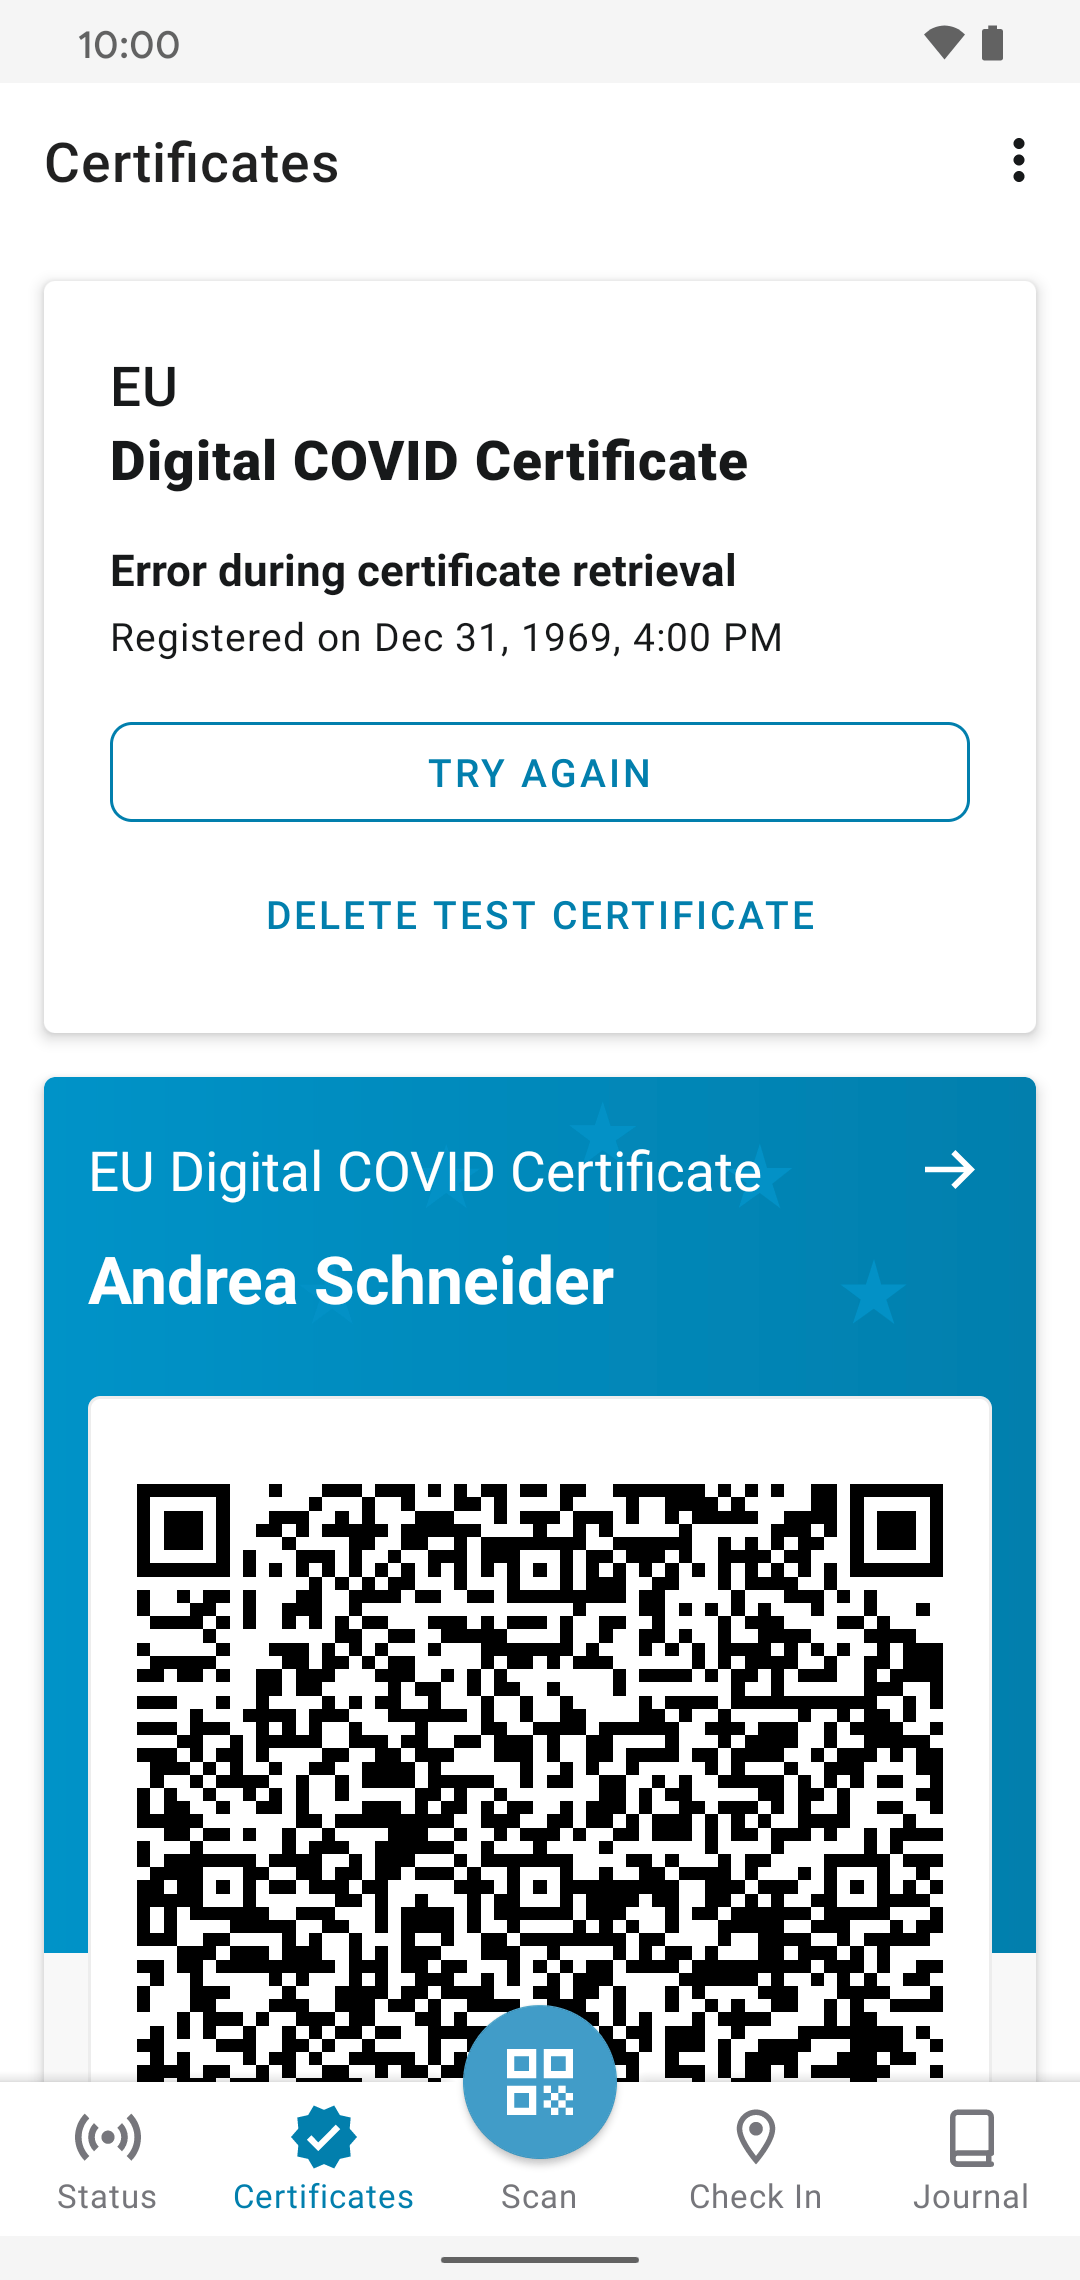 10:00
Certificates
EU
Digital COVID Certificate
Error during certificate retrieval
Registered on Dec 31, 1969, 4:00 PM
TRY AGAIN
DELETE TEST CERTIFICATE
EU Digital COVID Certificate
Andrea Schneider
Status
Certificates
Scan
Check In
Journal